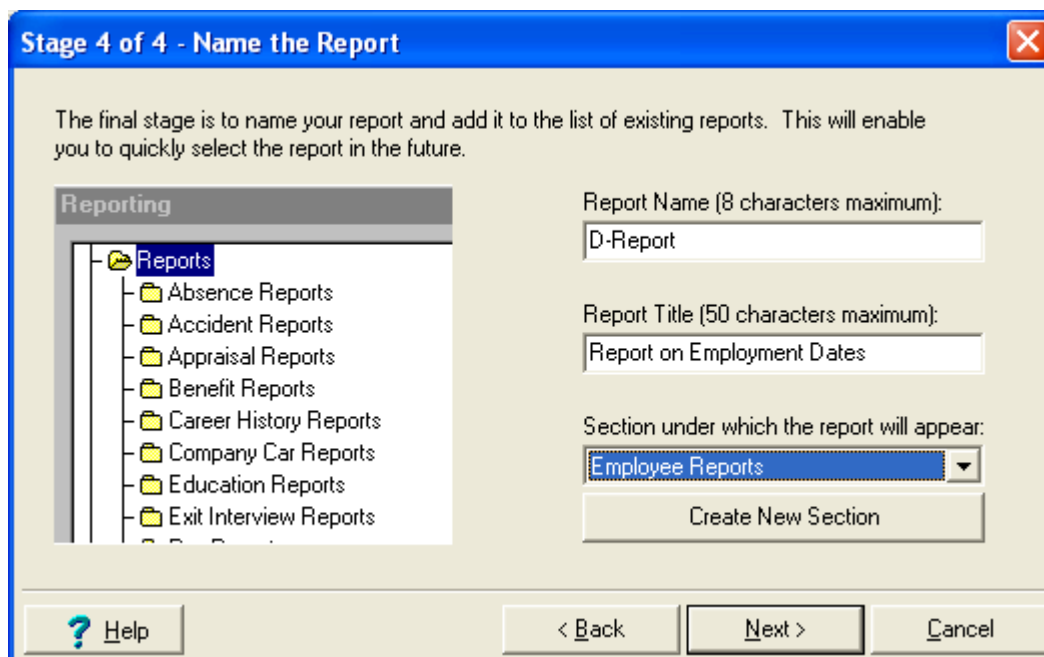 Stage 4 of 4 - Name the Report
The final stage is to name your report and add it to the list of existing reports. This will enable
you to quickly select the report in the future.
Reporting
Reports
Absence Reports
Accident Reports
Appraisal Reports
Benefit Reports
Career History Reports
Company Car Reports
Education Reports
Exit Interview Reports
Report Name (8 characters maximum):
D-Report
Report Title (50 characters maximum):
Report on Employment Dates
Section under which the report will appear:
Employee Reports
Create New Section
? Help
< Back
Next >
Cancel